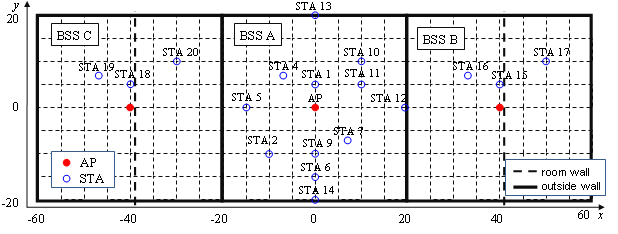 y
20
0
-20
STA 13
BSS C
BSS A
BSS B
STA 20
STA 19
STA 18
STA 4
STA 10
STA 1
STA 11
STA 17
STA 16
STA 15
STA 5
AP
STA 12
STA 2
STA 7
STA 9
STA 6
STA 14
AP
STA
room wall
outside wall
-60
-40
-20
0
20
40
60
x